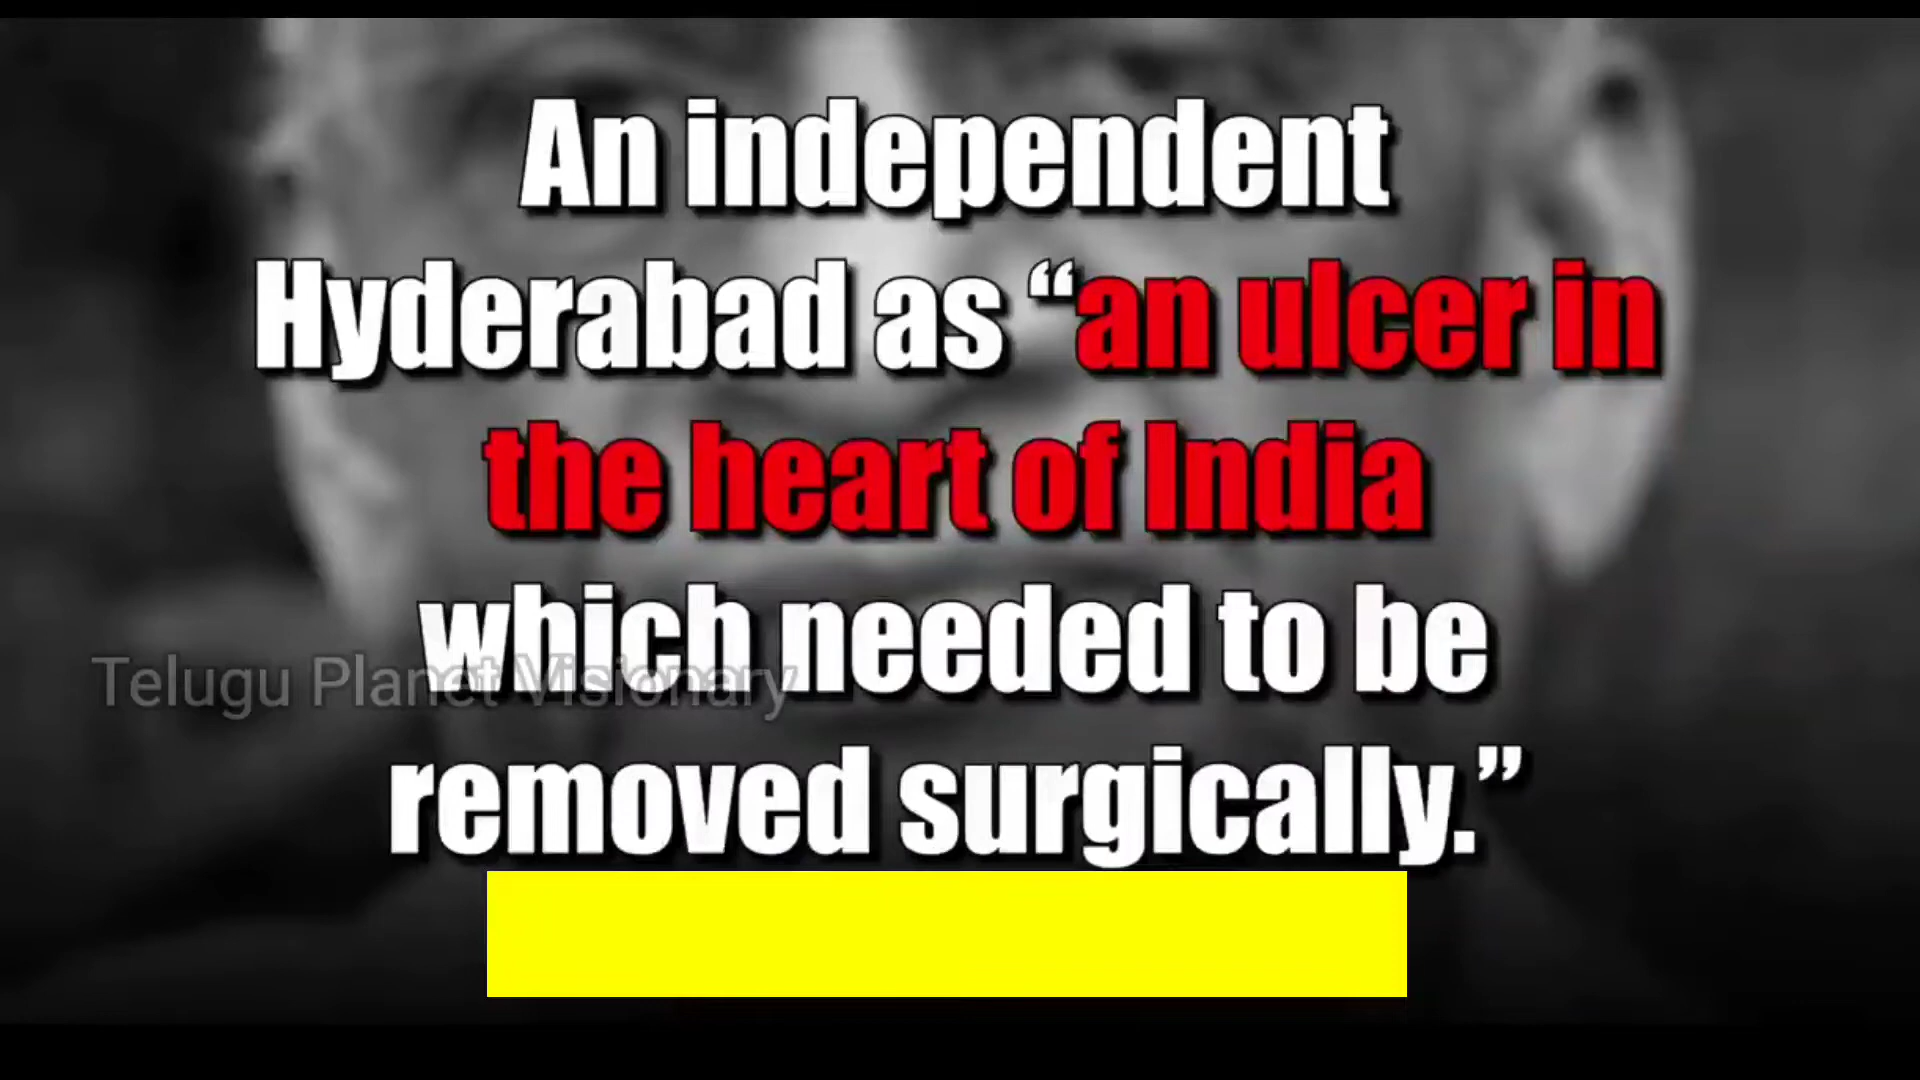 An independent
Hyderabad as “an ulcer in
the heart of India
which needed to be
Telugu Planet Visionary
removed surgically.”